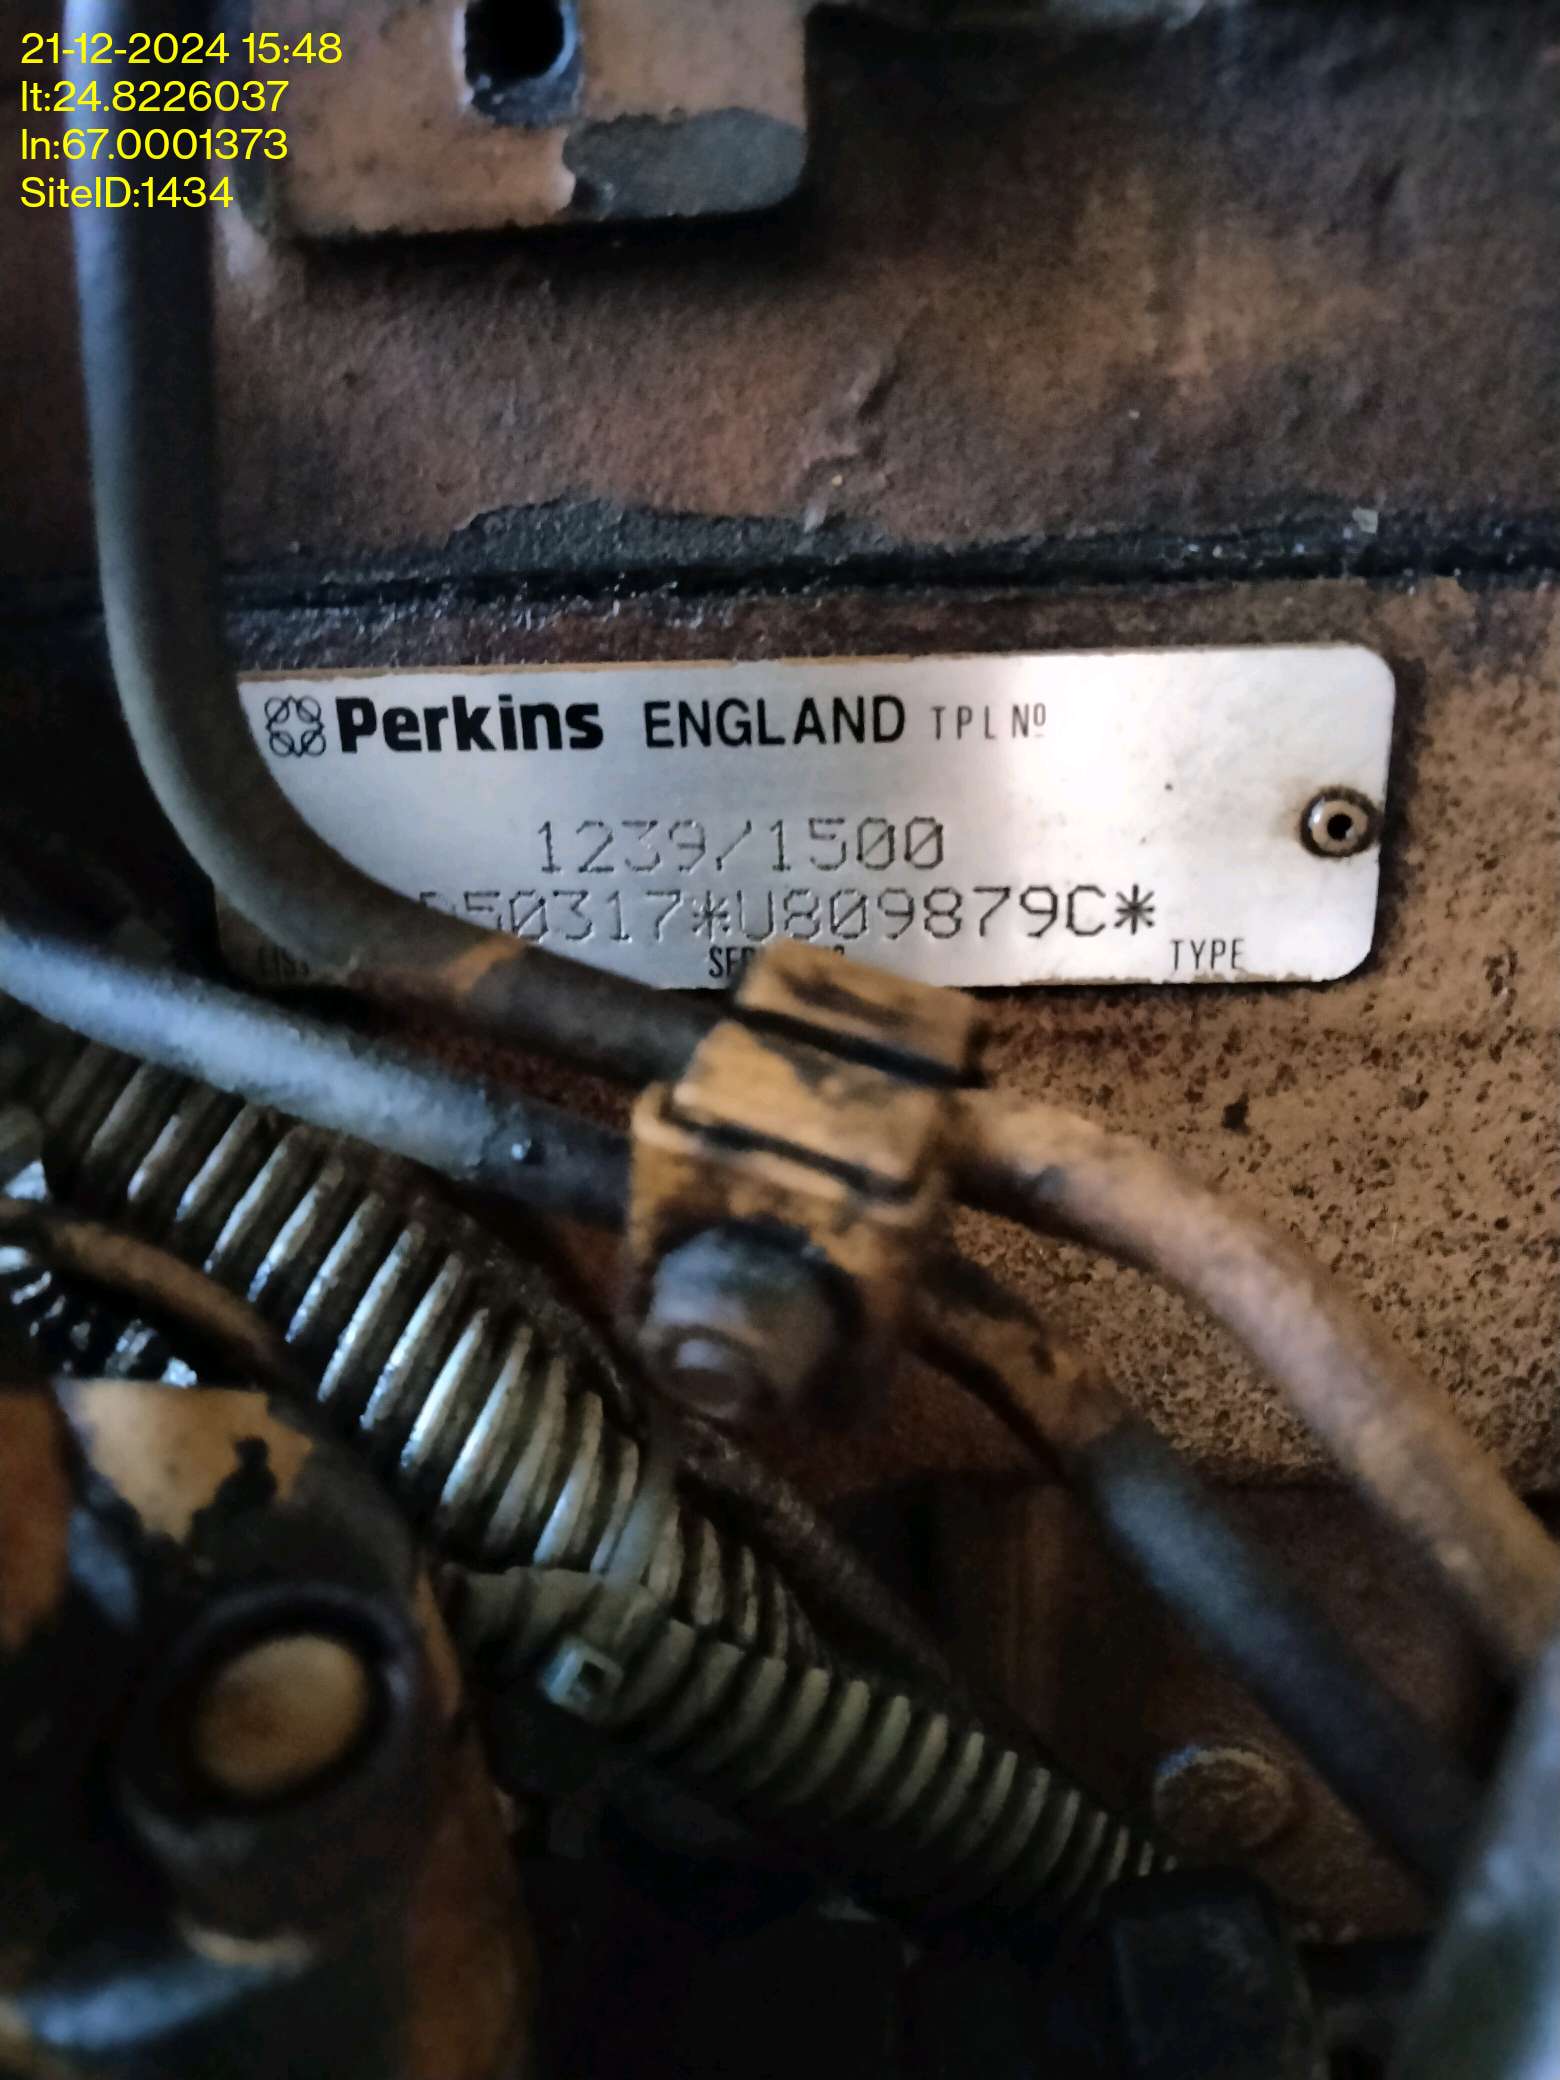 21-12-2024 15:48
lt:24.8226037
ln:67.0001373
SiteID:1434
Perkins ENGLAND TPL Nº
1239/1500
50317*U809879C*
LIST
TYPE